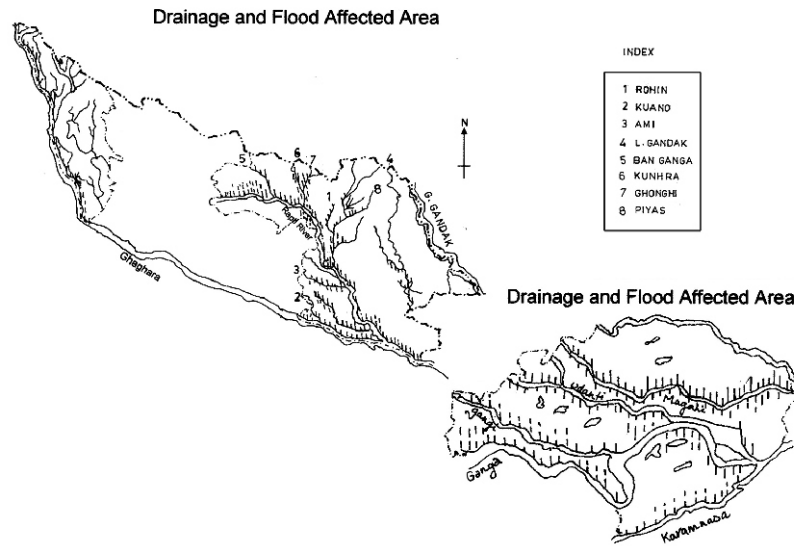 Drainage and Flood Affected Area
INDEX
1 ROHIN
2 KUANO
3 AMI
4 L. GANDAK
5 BAN GANGA
6 KUNHRA
7 GHONGHI
8 PIYAS
N
5
6
7
4
1
8
G. GANDAK
Rapti River
3
2
Ghaghara
Drainage and Flood Affected Area
Magai
Gangi
Ganga
Karamnasa